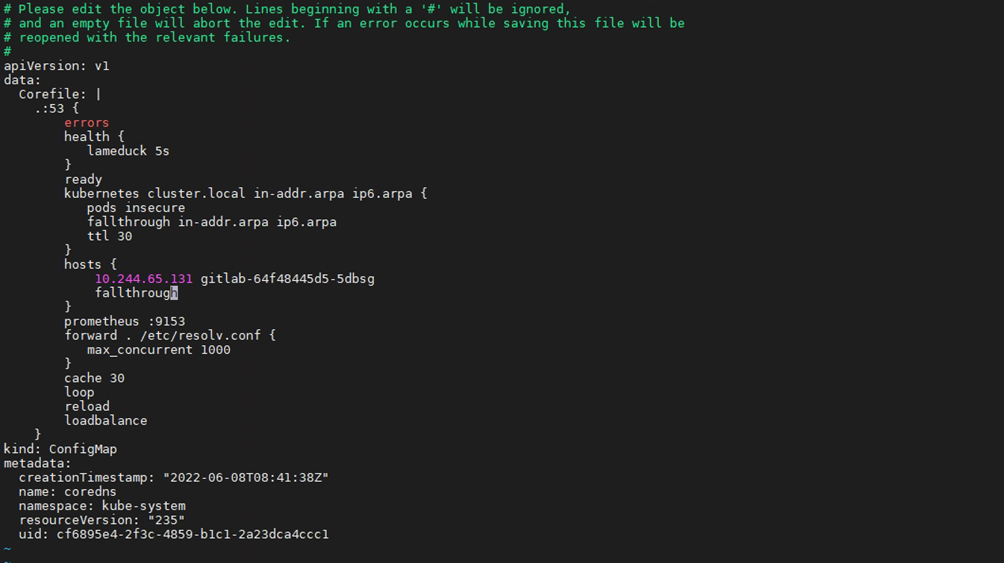 # Please edit the object below. Lines beginning with a '#' will be ignored,
# and an empty file will abort the edit. If an error occurs while saving this file will be
# reopened with the relevant failures.
#
apiVersion: v1
data:
  Corefile: |
    .:53 {
        errors
        health {
           lameduck 5s
        }
        ready
        kubernetes cluster.local in-addr.arpa ip6.arpa {
           pods insecure
           fallthrough in-addr.arpa ip6.arpa
           ttl 30
        }
        hosts {
            10.244.65.131 gitlab-64f48445d5-5dbsg
            fallthrough
        }
        prometheus :9153
        forward . /etc/resolv.conf {
           max_concurrent 1000
        }
        cache 30
        loop
        reload
        loadbalance
    }
kind: ConfigMap
metadata:
  creationTimestamp: "2022-06-08T08:41:38Z"
  name: coredns
  namespace: kube-system
  resourceVersion: "235"
  uid: cf6895e4-2f3c-4859-b1c1-2a23dca4ccc1
~
~